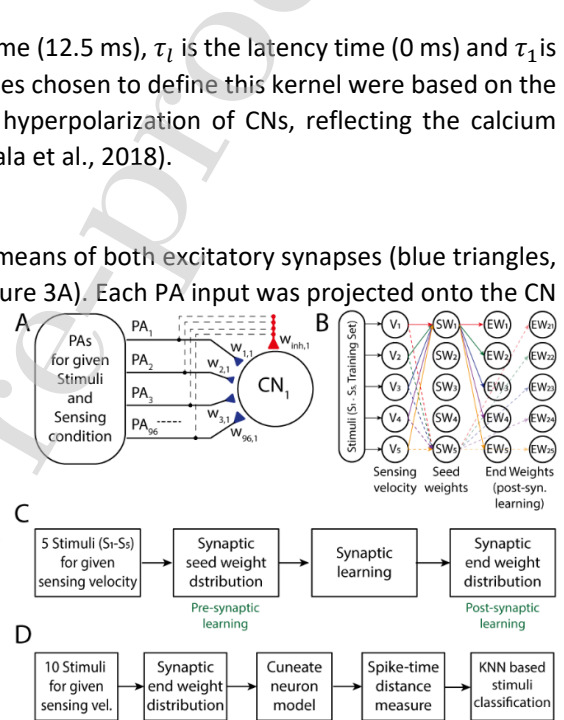 me (12.5 ms), τl is the latency time (0 ms) and τ1 is
es chosen to define this kernel were based on the
hyperpolarization of CNs, reflecting the calcium
ala et al., 2018).
means of both excitatory synapses (blue triangles,
ure 3A). Each PA input was projected onto the CN
A
PAs
for given
Stimuli
and
Sensing
condition
PA1
PA2
PA3
PA96
w1,1
w2,1
w3,1
w96,1
winh,1
CN1
B
Stimuli (S1 - S5, Training Set)
V1 SW1 EW1 EW21
V2 SW2 EW2 EW22
V3 SW3 EW3 EW23
V4 SW4 EW4 EW24
V5 SW5 EW5 EW25
Sensing
velocity
Seed
weights
End Weights
(post-syn.
learning)
C
5 Stimuli (S1-S5)
for given
sensing velocity
Synaptic
seed weight
dstribution
Pre-synaptic
learning
Synaptic
learning
Synaptic
end weight
distribution
Post-synaptic
learning
D
10 Stimuli
for given
sensing vel.
Synaptic
end weight
distribution
Cuneate
neuron
model
Spike-time
distance
measure
KNN based
stimuli
classification